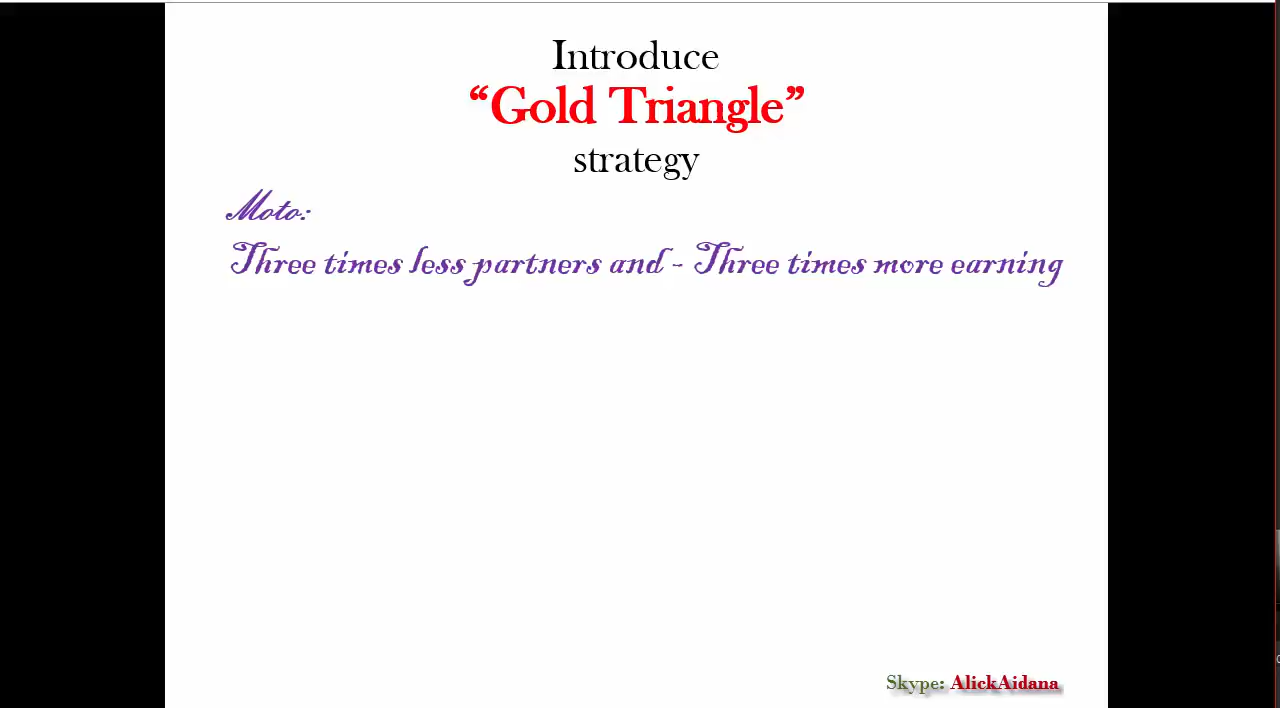 Introduce
“Gold Triangle”
strategy
Moto:
Three times less partners and - Three times more earning
Skype: AlickAidana